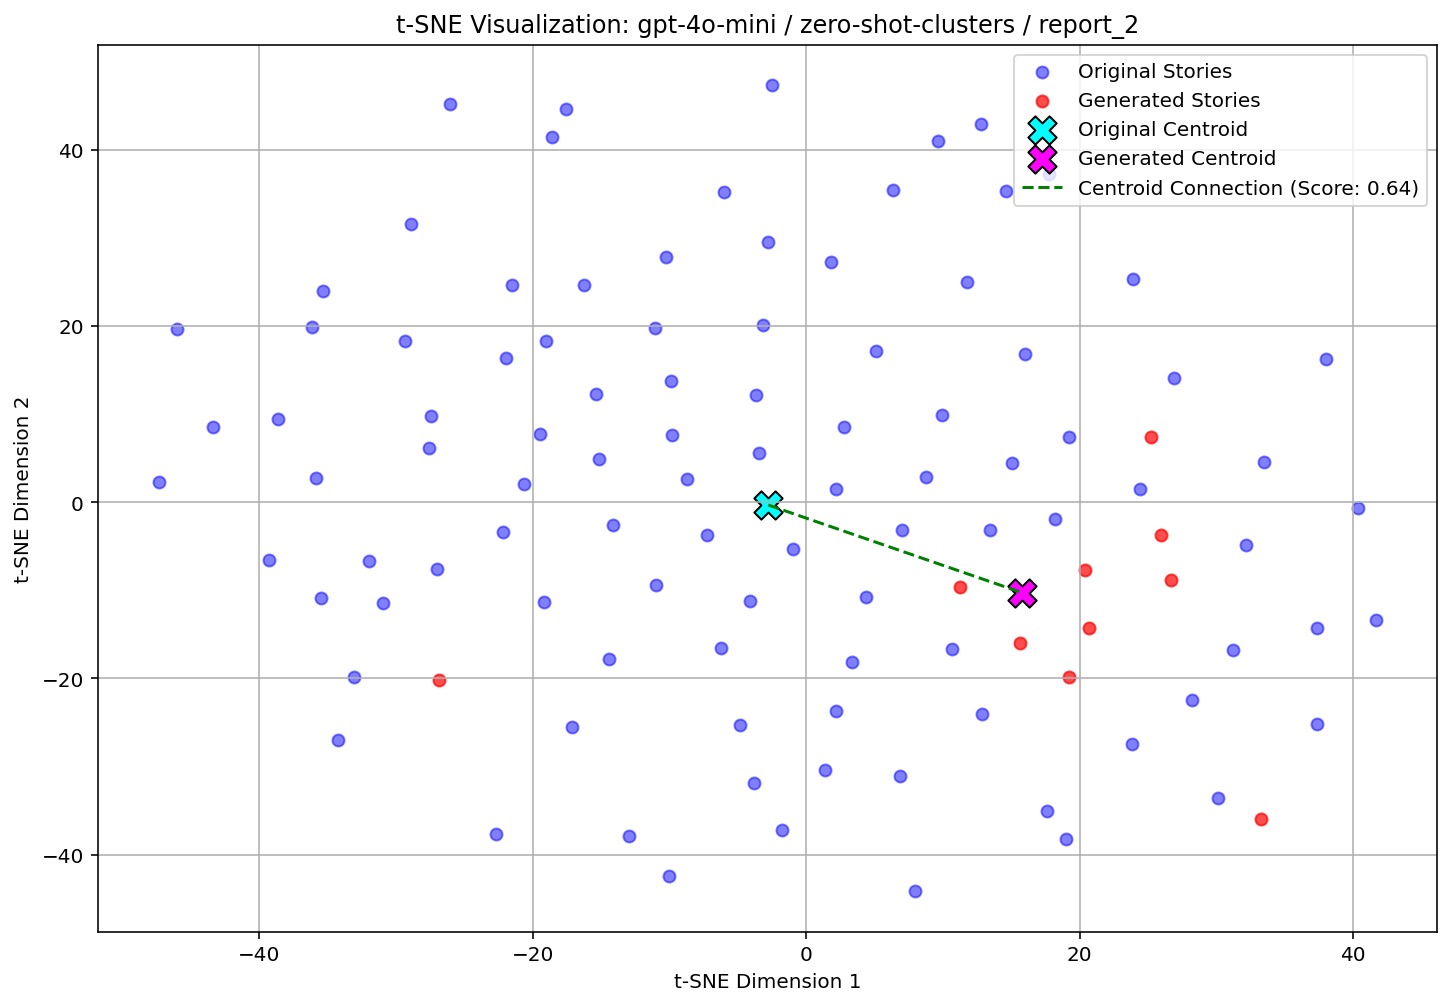 t-SNE Visualization: gpt-4o-mini / zero-shot-clusters / report_2
Original Stories
Generated Stories
Original Centroid
Generated Centroid
Centroid Connection (Score: 0.64)
t-SNE Dimension 2
40
20
0
−20
−40
−40
−20
0
20
40
t-SNE Dimension 1